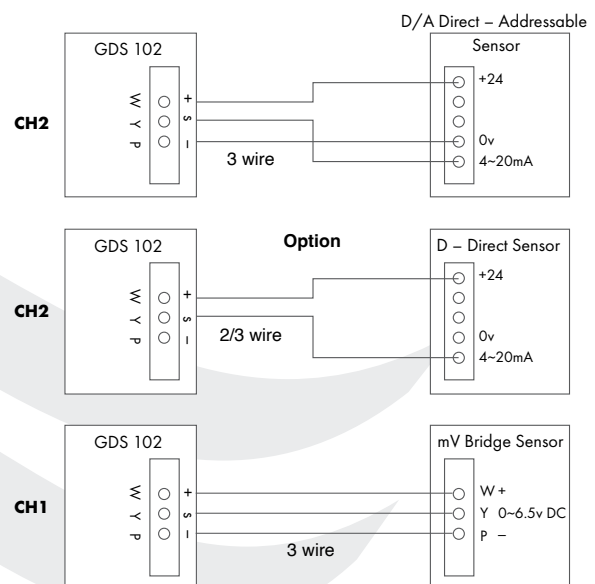 D/A Direct – Addressable
Sensor
GDS 102
CH2
W +
Y s
P –
3 wire
+24
0v
4~20mA
Option
GDS 102
CH2
W +
Y s
P –
2/3 wire
D – Direct Sensor
+24
0v
4~20mA
GDS 102
CH1
W +
Y s
P –
3 wire
mV Bridge Sensor
W +
Y 0~6.5v DC
P –